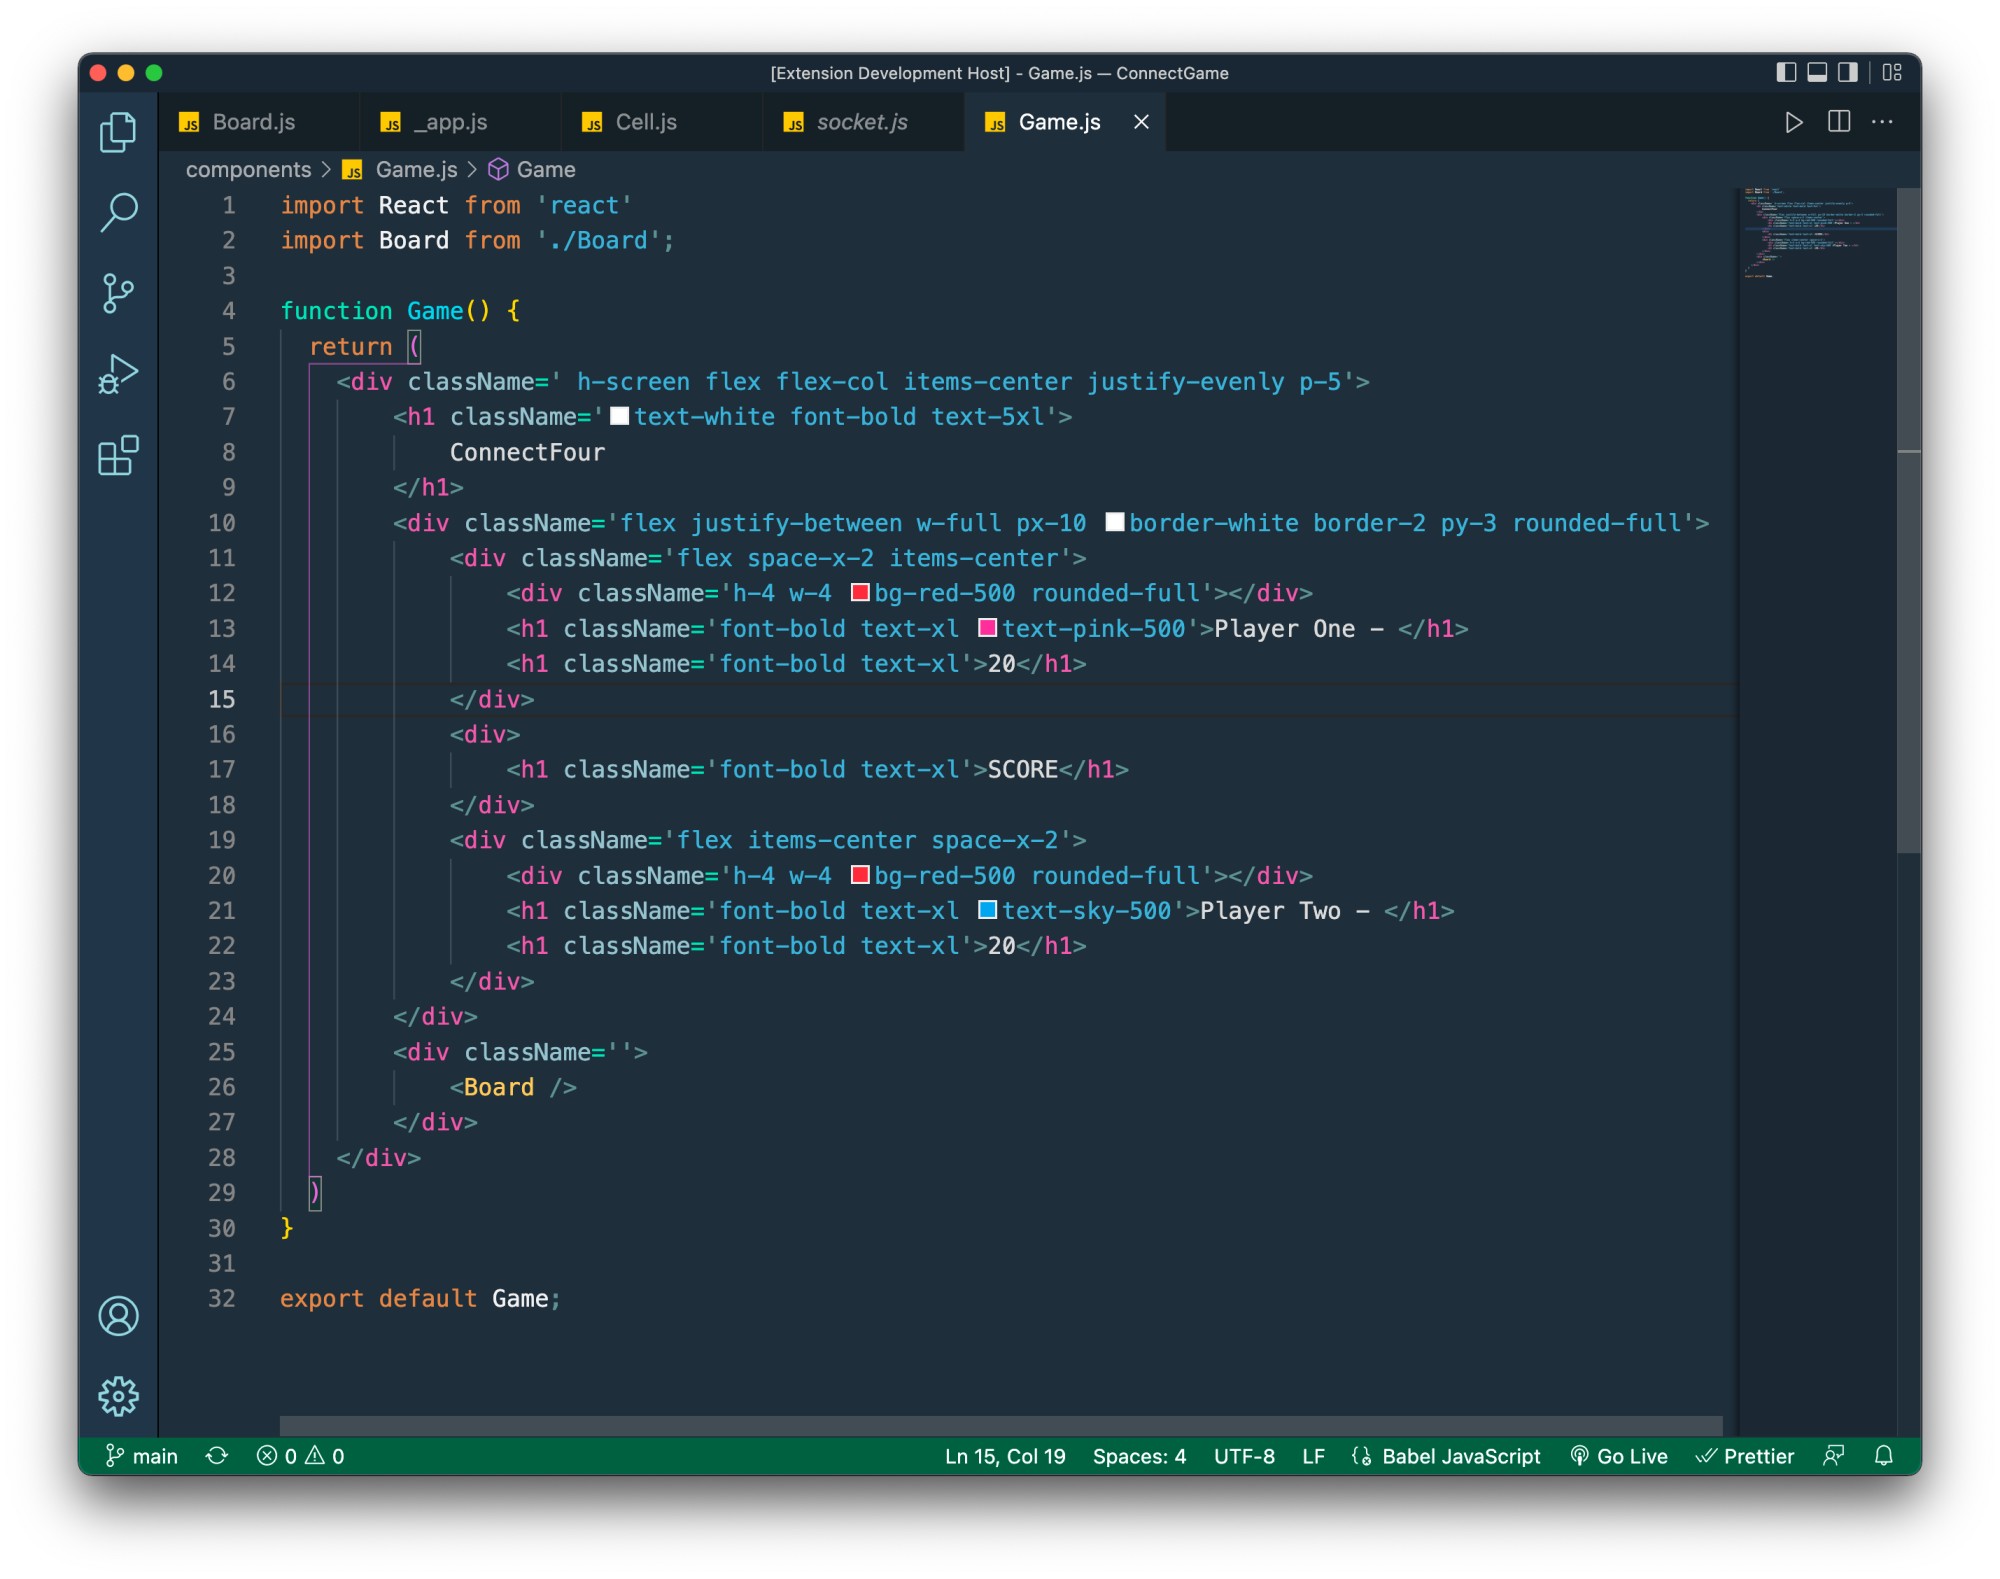 [Extension Development Host] - Game.js — ConnectGame
JS Board.js JS _app.js JS Cell.js JS socket.js JS Game.js
components > JS Game.js > Game
1 import React from 'react'
2 import Board from './Board';
3
4 function Game() {
5 return (
6 <div className=' h-screen flex flex-col items-center justify-evenly p-5'>
7 <h1 className='text-white font-bold text-5xl'>
8 ConnectFour
9 </h1>
10 <div className='flex justify-between w-full px-10 border-white border-2 py-3 rounded-full'>
11 <div className='flex space-x-2 items-center'>
12 <div className='h-4 w-4 bg-red-500 rounded-full'></div>
13 <h1 className='font-bold text-xl text-pink-500'>Player One - </h1>
14 <h1 className='font-bold text-xl'>20</h1>
15 </div>
16 <div>
17 <h1 className='font-bold text-xl'>SCORE</h1>
18 </div>
19 <div className='flex items-center space-x-2'>
20 <div className='h-4 w-4 bg-red-500 rounded-full'></div>
21 <h1 className='font-bold text-xl text-sky-500'>Player Two - </h1>
22 <h1 className='font-bold text-xl'>20</h1>
23 </div>
24 </div>
25 <div className=''>
26 <Board />
27 </div>
28 </div>
29 )
30 }
31
32 export default Game;
main 0 0 Ln 15, Col 19 Spaces: 4 UTF-8 LF Babel JavaScript Go Live Prettier